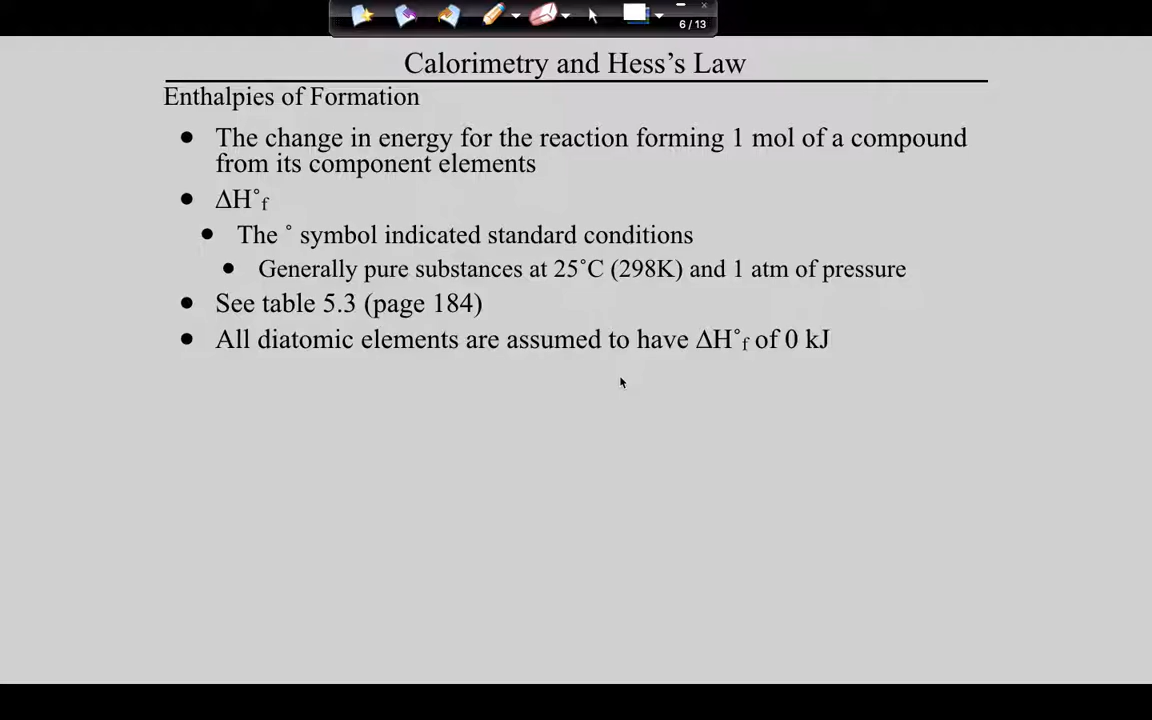 6 / 13
Calorimetry and Hess's Law
Enthalpies of Formation
● The change in energy for the reaction forming 1 mol of a compound
from its component elements
● ΔH˚f
● The ˚ symbol indicated standard conditions
● Generally pure substances at 25˚C (298K) and 1 atm of pressure
● See table 5.3 (page 184)
● All diatomic elements are assumed to have ΔH˚f of 0 kJ